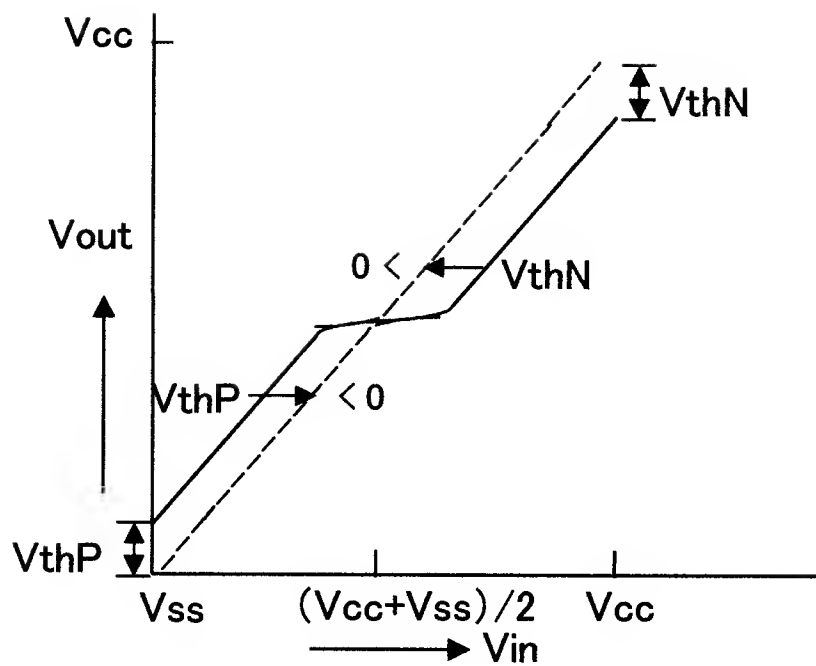 Vcc
VthN
Vout
0 <
VthN
VthP
< 0
VthP
Vss
(Vcc+Vss)/2
Vcc
Vin